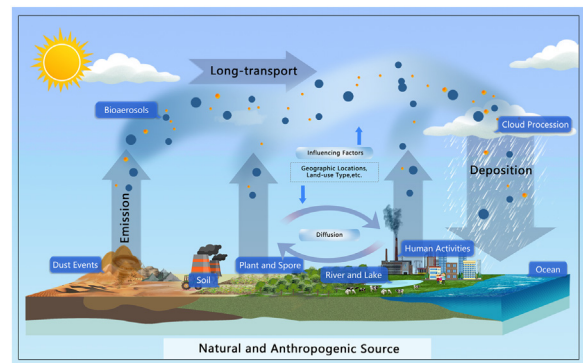 Long-transport
Bioaerosols
Cloud Procession
Influencing Factors
Geographic Locations,
Land-use Type,etc.
Deposition
Emission
Diffusion
Human Activities
Dust Events
Soil
Plant and Spore
River and Lake
Ocean
Natural and Anthropogenic Source